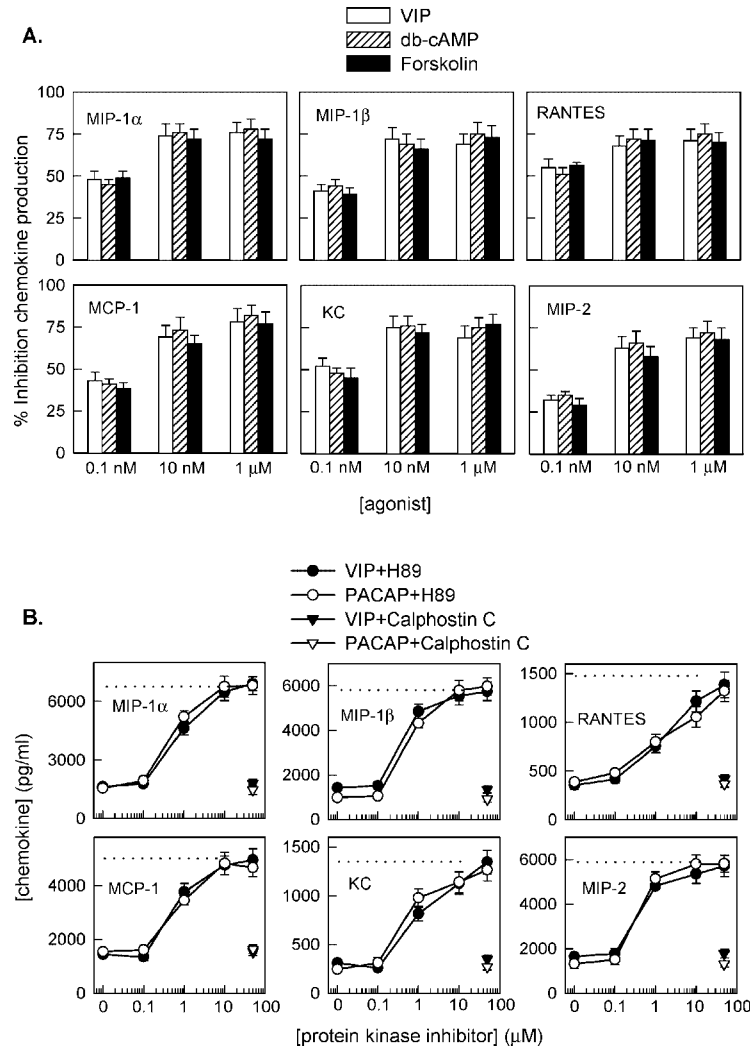 VIP
db-cAMP
Forskolin
A.
% Inhibition chemokine production
100
75
50
25
0
MIP-1α
MIP-1β
RANTES
100
75
50
25
0
MCP-1
KC
MIP-2
0.1 nM 10 nM 1 μM
0.1 nM 10 nM 1 μM
0.1 nM 10 nM 1 μM
[agonist]
VIP+H89
PACAP+H89
VIP+Calphostin C
PACAP+Calphostin C
B.
[chemokine] (pg/ml)
6000
3000
0
MIP-1α
6000
4000
2000
0
MIP-1β
1500
1000
500
0
RANTES
4000
2000
0
MCP-1
1500
1000
500
0
KC
6000
4000
2000
0
MIP-2
0 0.1 1 10 100
0 0.1 1 10 100
0 0.1 1 10 100
[protein kinase inhibitor] (μM)